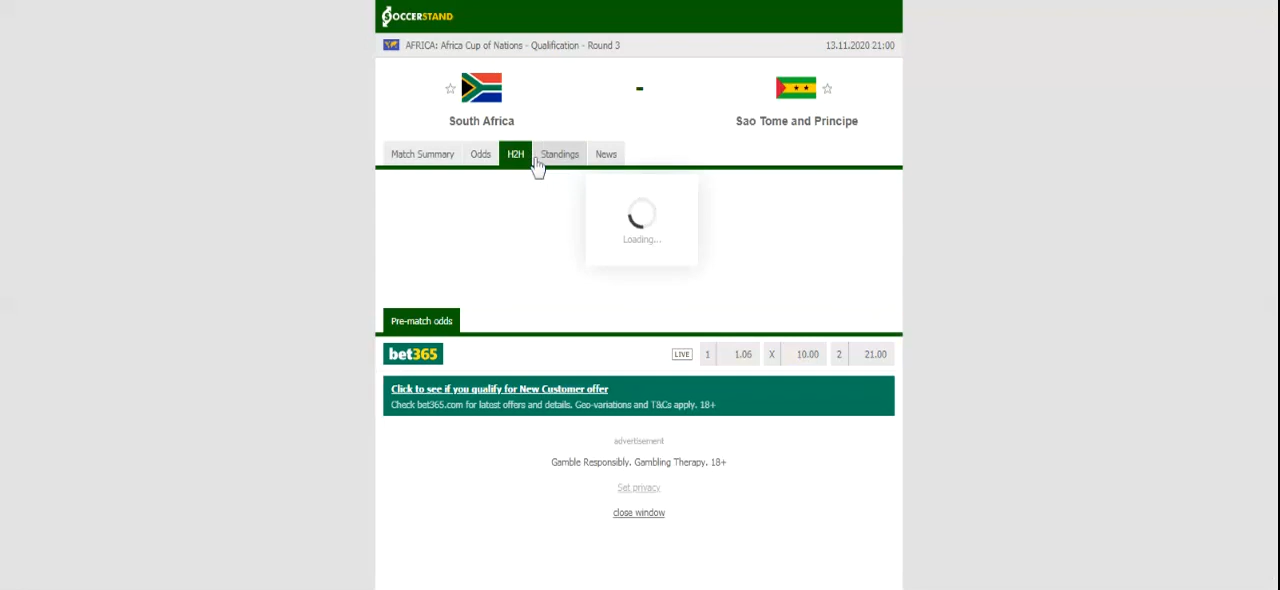 SOCCERSTAND
AFRICA: Africa Cup of Nations - Qualification - Round 3 13.11.2020 21:00
-
South Africa Sao Tome and Principe
Match Summary Odds H2H Standings News
Loading...
Pre-match odds
bet365 LIVE 1 1.06 X 10.00 2 21.00
Click to see if you qualify for New Customer offer
Check bet365.com for latest offers and details. Geo-variations and T&Cs apply. 18+
advertisement
Gamble Responsibly. Gambling Therapy. 18+
Set privacy
close window